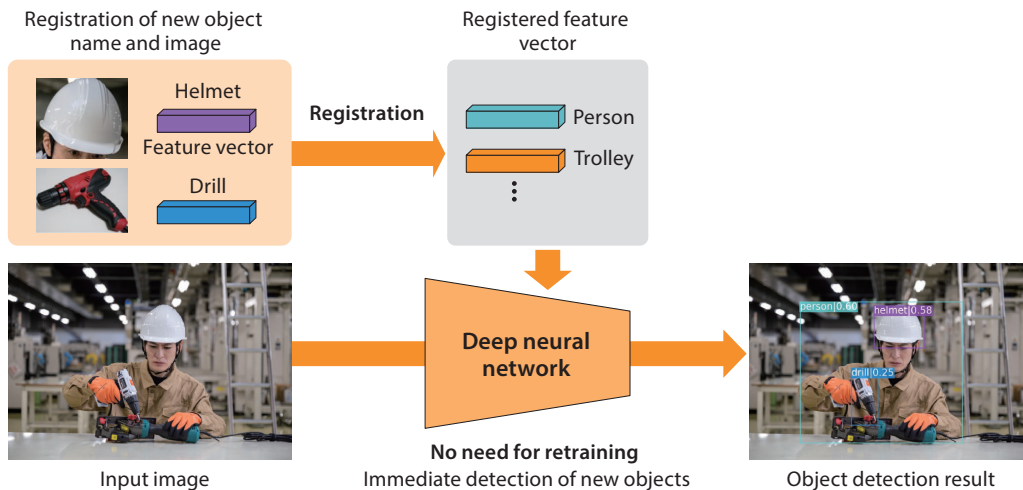 Registration of new object
name and image
Helmet
Feature vector
Drill
Registration
Registered feature
vector
Person
Trolley
Deep neural
network
No need for retraining
Immediate detection of new objects
Input image
person|0.60
helmet|0.58
drill|0.25
Object detection result